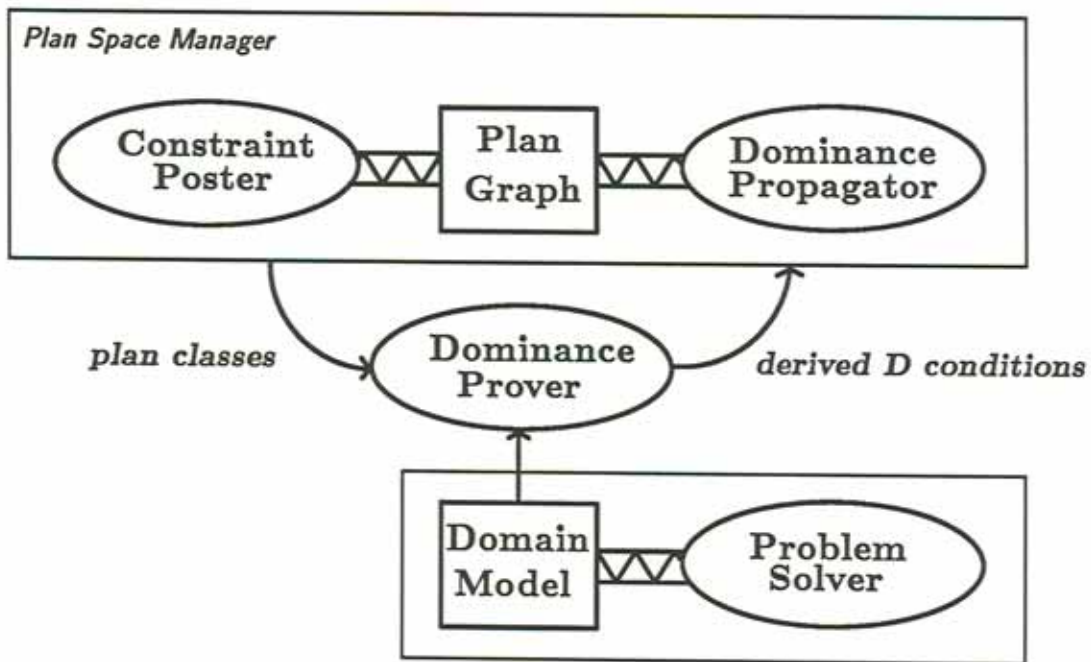 Plan Space Manager
Constraint
Poster
Plan
Graph
Dominance
Propagator
plan classes
Dominance
Prover
derived D conditions
Domain
Model
Problem
Solver